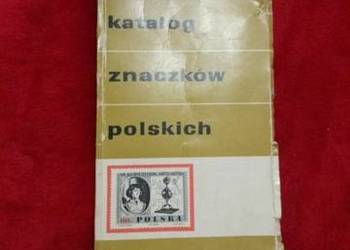 katalog
znaczków
polskich
POLSKA